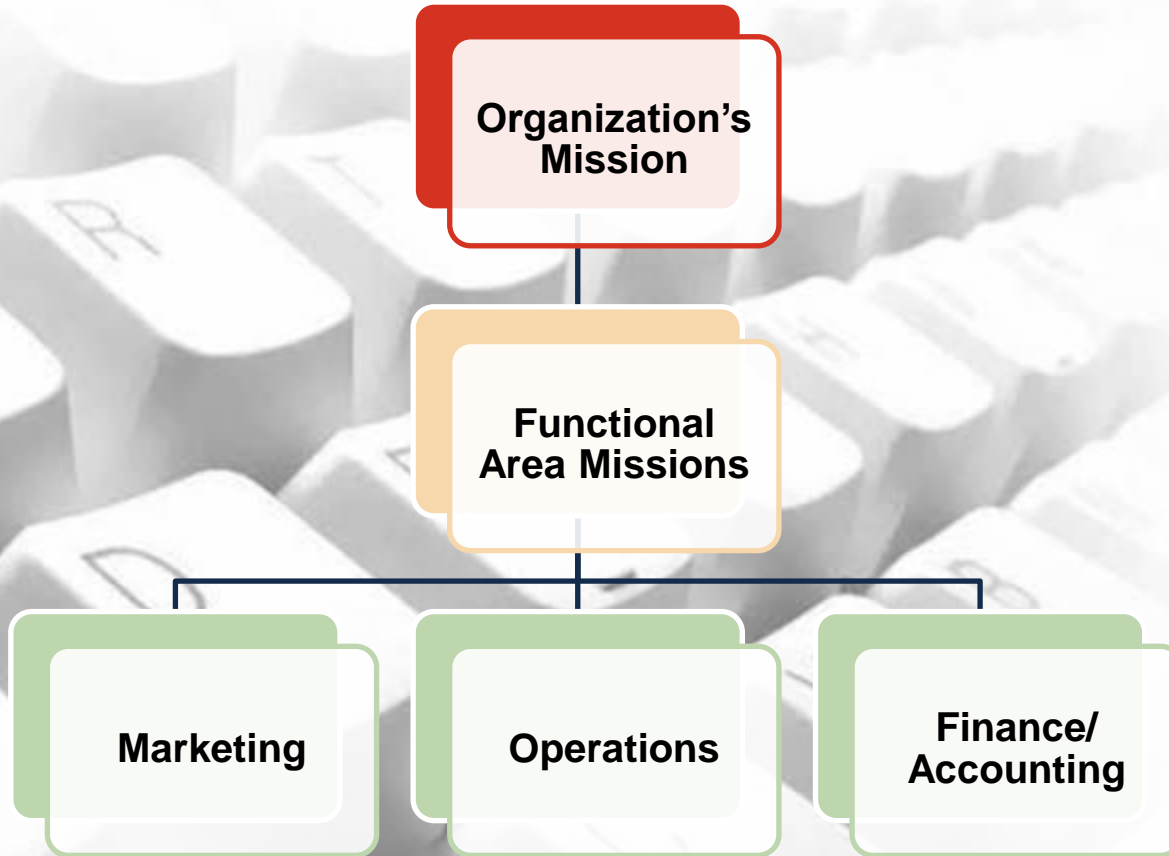 Organization’s
Mission
Functional
Area Missions
Marketing
Operations
Finance/
Accounting
R
D